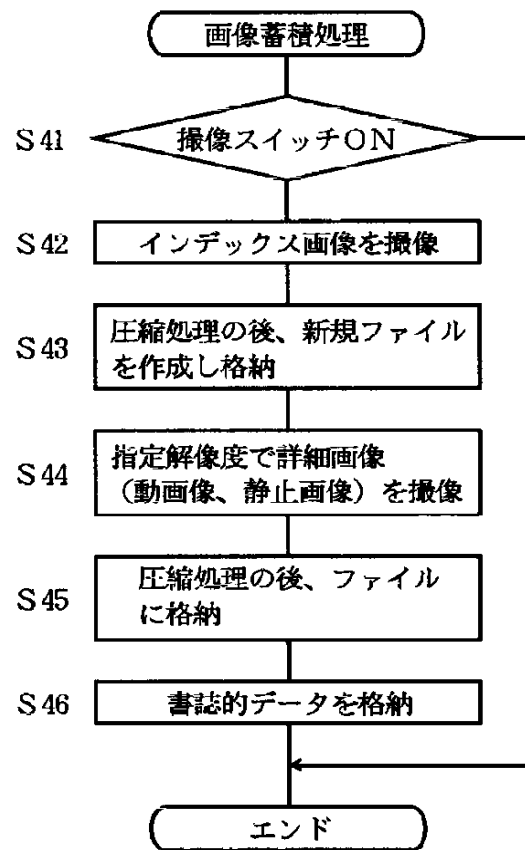 画像蓄積処理
S41
撮像スイッチON
S42
インデックス画像を撮像
S43
圧縮処理の後、新規ファイル
を作成し格納
S44
指定解像度で詳細画像
(動画像、静止画像)を撮像
S45
圧縮処理の後、ファイル
に格納
S46
書誌的データを格納
エンド